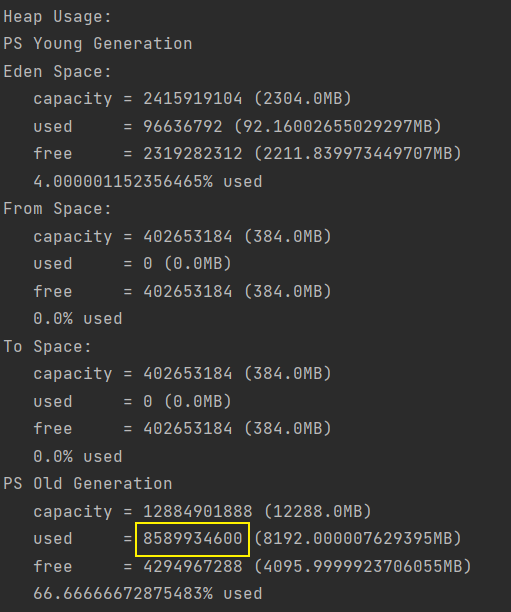 Heap Usage:
PS Young Generation
Eden Space:
   capacity = 2415919104 (2304.0MB)
   used     = 96636792 (92.16002655029297MB)
   free     = 2319282312 (2211.839973449707MB)
   4.000001152356465% used
From Space:
   capacity = 402653184 (384.0MB)
   used     = 0 (0.0MB)
   free     = 402653184 (384.0MB)
   0.0% used
To Space:
   capacity = 402653184 (384.0MB)
   used     = 0 (0.0MB)
   free     = 402653184 (384.0MB)
   0.0% used
PS Old Generation
   capacity = 12884901888 (12288.0MB)
   used     = 8589934600 (8192.000007629395MB)
   free     = 4294967288 (4095.9999923706055MB)
   66.66666672875483% used